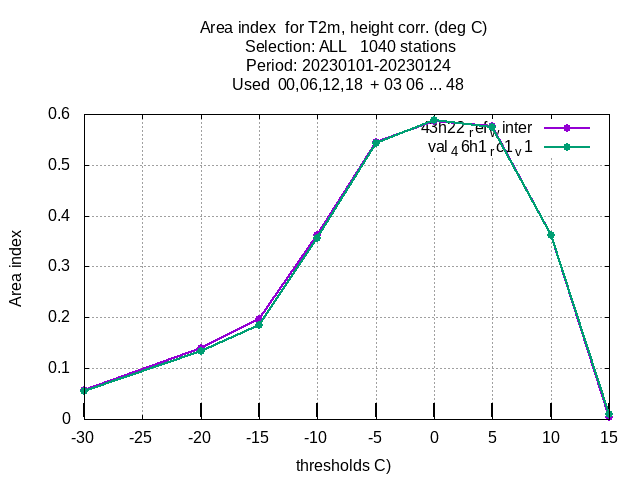 Area index  for T2m, height corr. (deg C)
Selection: ALL   1040 stations
Period: 20230101-20230124
Used  00,06,12,18  + 03 06 ... 48
0.6
0.5
0.4
0.3
0.2
0.1
0
Area index
43h22refwinter
val46h1rc1v1
-30 -25 -20 -15 -10 -5 0 5 10 15
thresholds C)